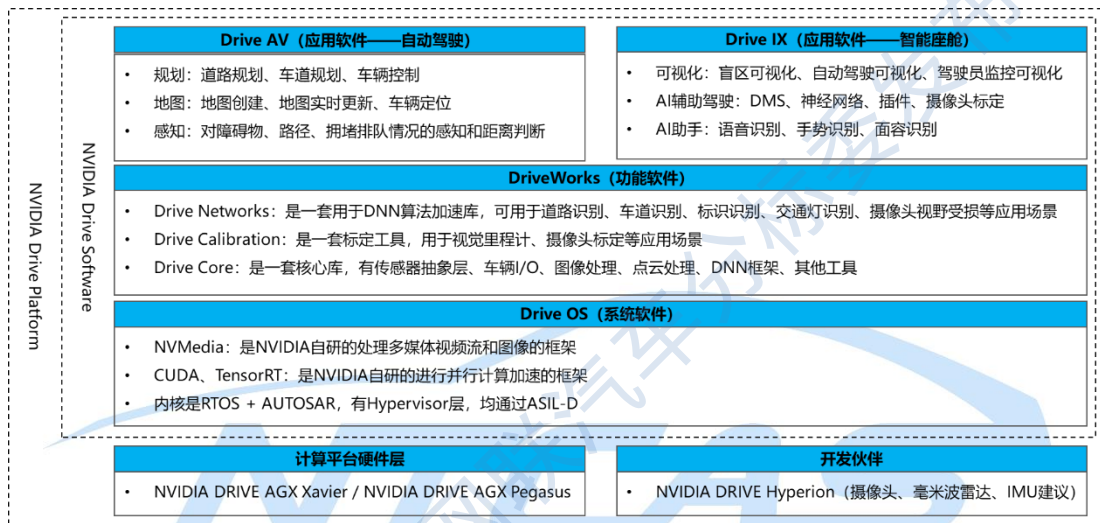 NVIDIA Drive Platform
NVIDIA Drive Software
Drive AV（应用软件——自动驾驶）
• 规划：道路规划、车道规划、车辆控制
• 地图：地图创建、地图实时更新、车辆定位
• 感知：对障碍物、路径、拥堵排队情况的感知和距离判断
Drive IX（应用软件——智能座舱）
• 可视化：盲区可视化、自动驾驶可视化、驾驶员监控可视化
• AI辅助驾驶：DMS、神经网络、插件、摄像头标定
• AI助手：语音识别、手势识别、面容识别
DriveWorks（功能软件）
• Drive Networks：是一套用于DNN算法加速库，可用于道路识别、车道识别、标识识别、交通灯识别、摄像头视野受损等应用场景
• Drive Calibration：是一套标定工具，用于视觉里程计、摄像头标定等应用场景
• Drive Core：是一套核心库，有传感器抽象层、车辆I/O、图像处理、点云处理、DNN框架、其他工具
Drive OS（系统软件）
• NVMedia：是NVIDIA自研的处理多媒体视频流和图像的框架
• CUDA、TensorRT：是NVIDIA自研的进行并行计算加速的框架
• 内核是RTOS + AUTOSAR，有Hypervisor层，均通过ASIL-D
计算平台硬件层
• NVIDIA DRIVE AGX Xavier / NVIDIA DRIVE AGX Pegasus
开发伙伴
• NVIDIA DRIVE Hyperion（摄像头、毫米波雷达、IMU建议）
网联汽车分标委发布